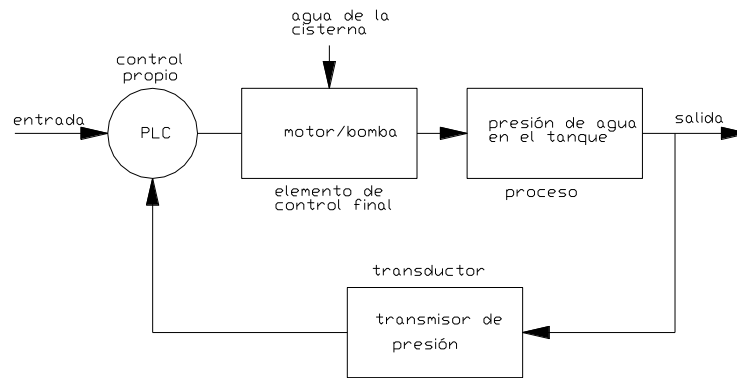 agua de la
cisterna
control
propio
entrada
PLC
motor/bomba
presión de agua
en el tanque
salida
elemento de
control final
proceso
transductor
transmisor de
presión